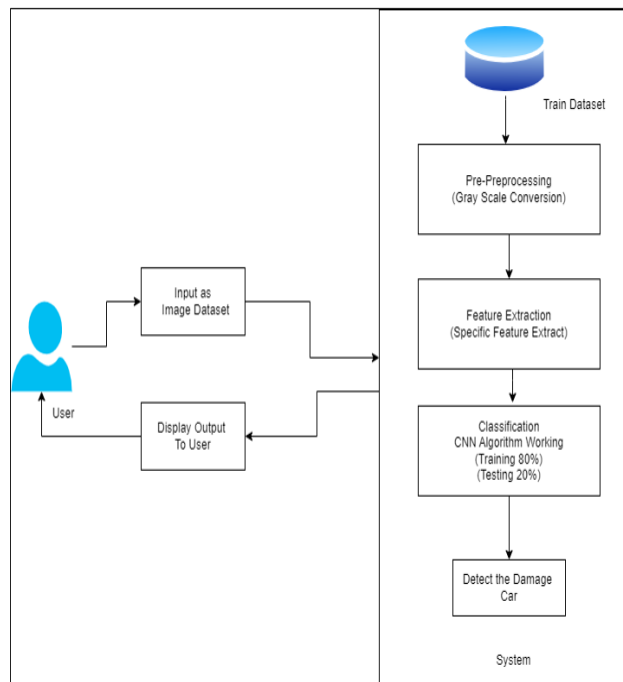 Train Dataset
Pre-Preprocessing
(Gray Scale Conversion)
Input as
Image Dataset
Feature Extraction
(Specific Feature Extract)
User
Display Output
To User
Classification
CNN Algorithm Working
(Training 80%)
(Testing 20%)
Detect the Damage
Car
System